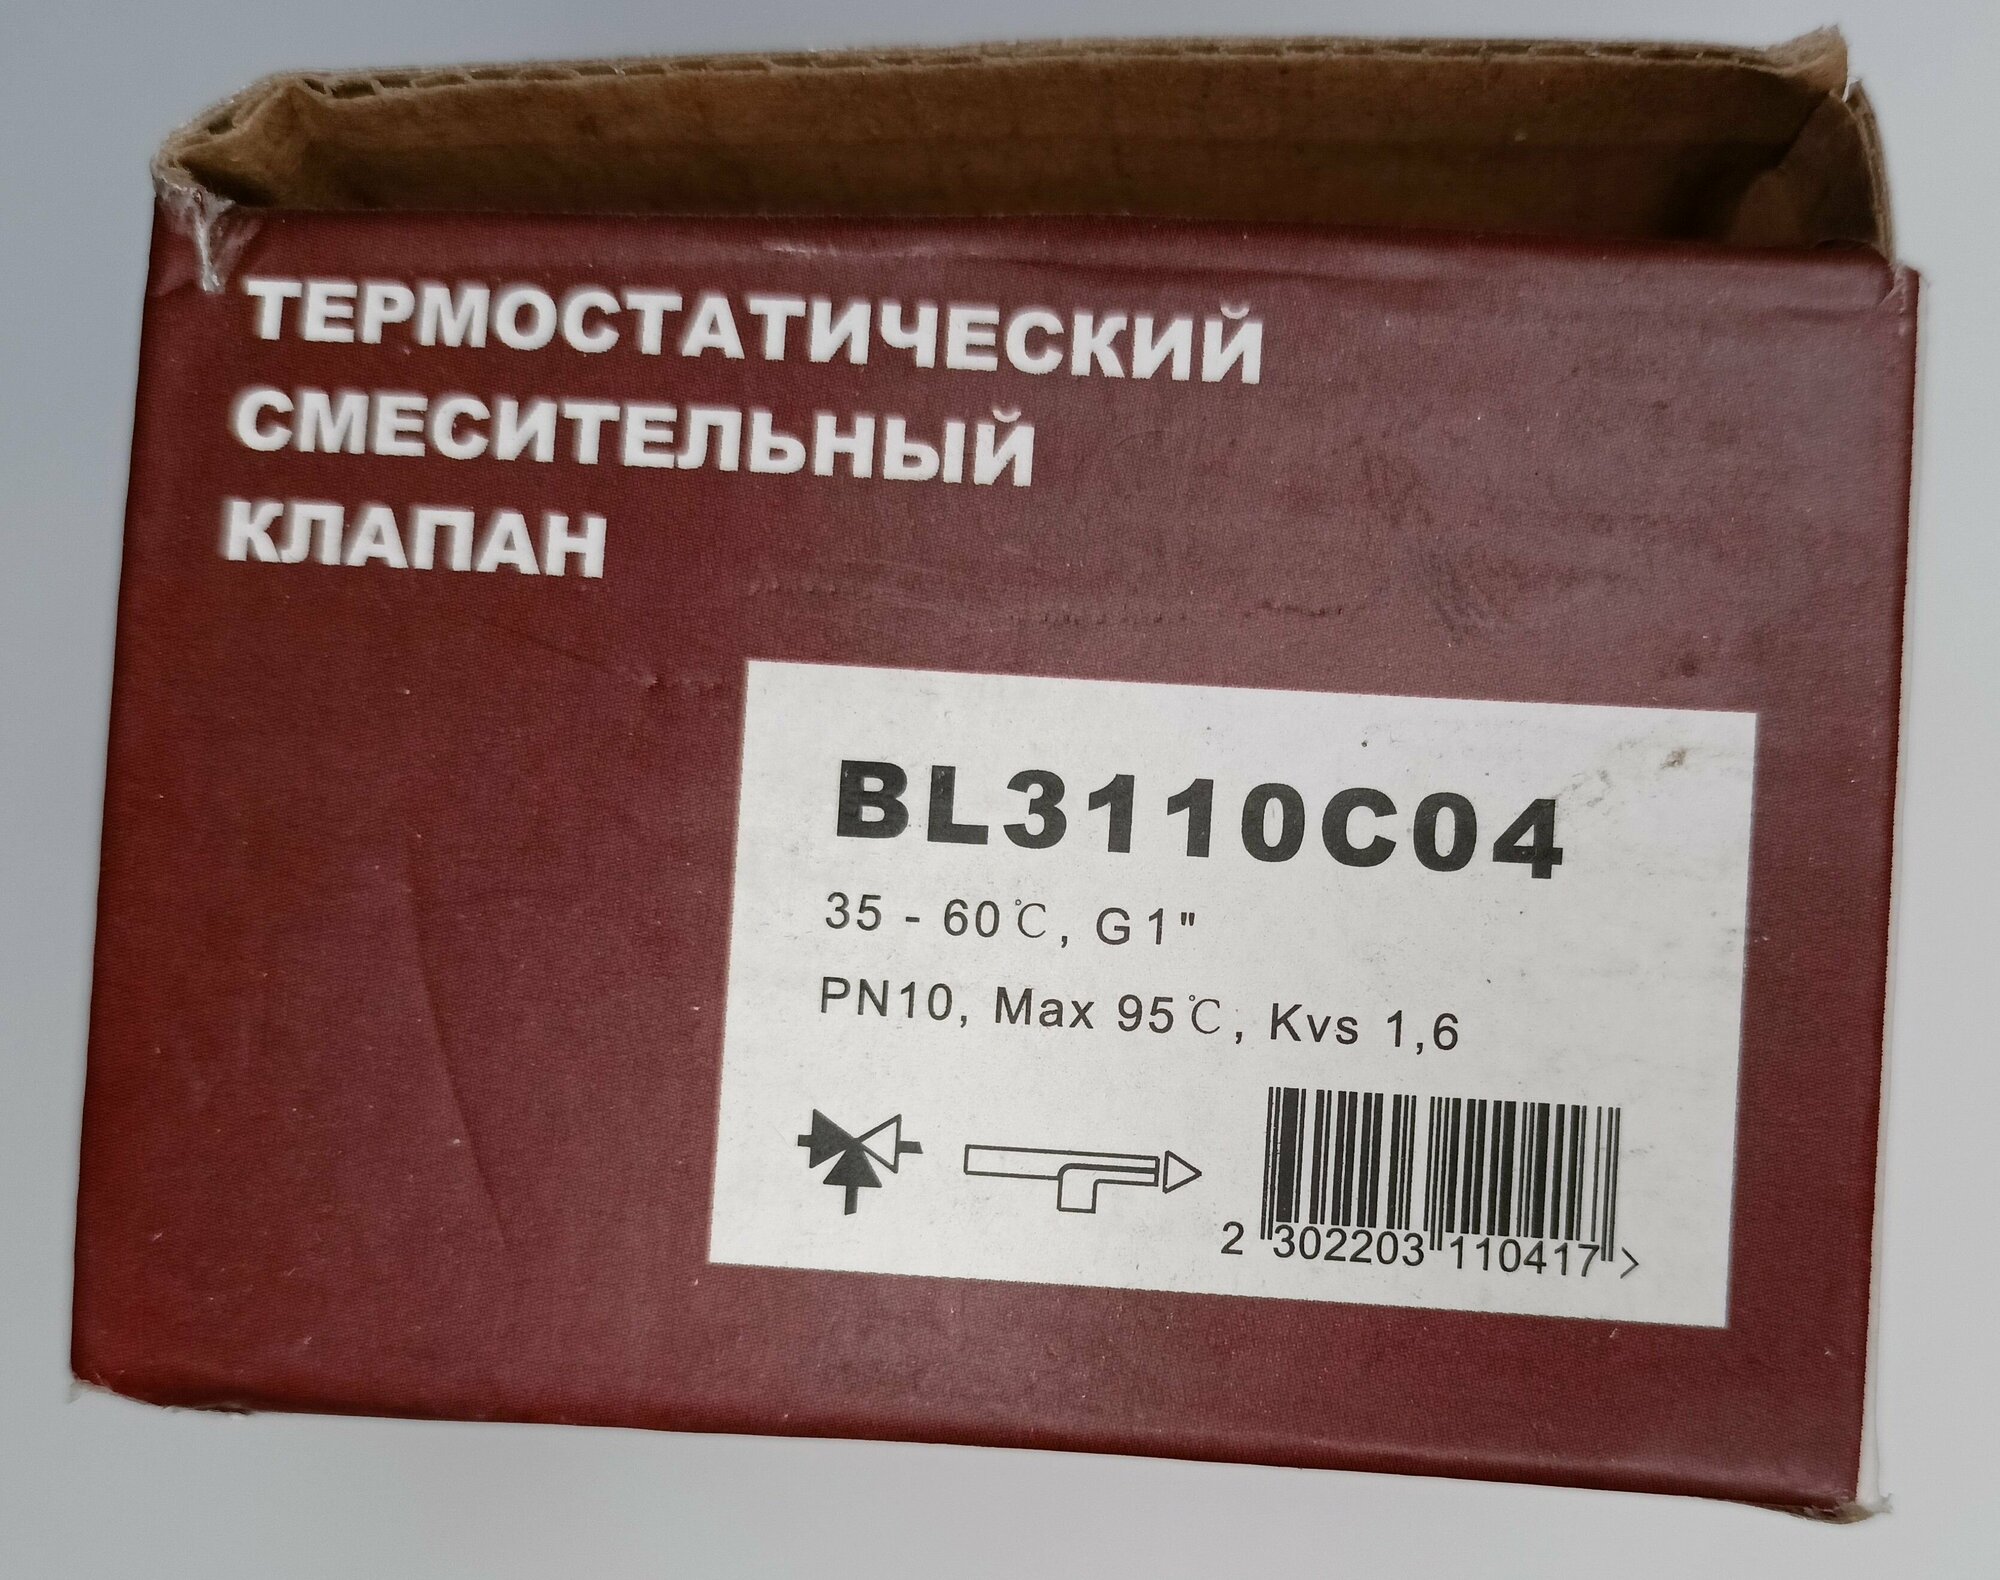 ТЕРМОСТАТИЧЕСКИЙ
СМЕСИТЕЛЬНЫЙ
КЛАПАН
BL3110C04
35 - 60℃, G1"
PN10, Max 95℃, Kvs 1,6
2 302203 110417 >